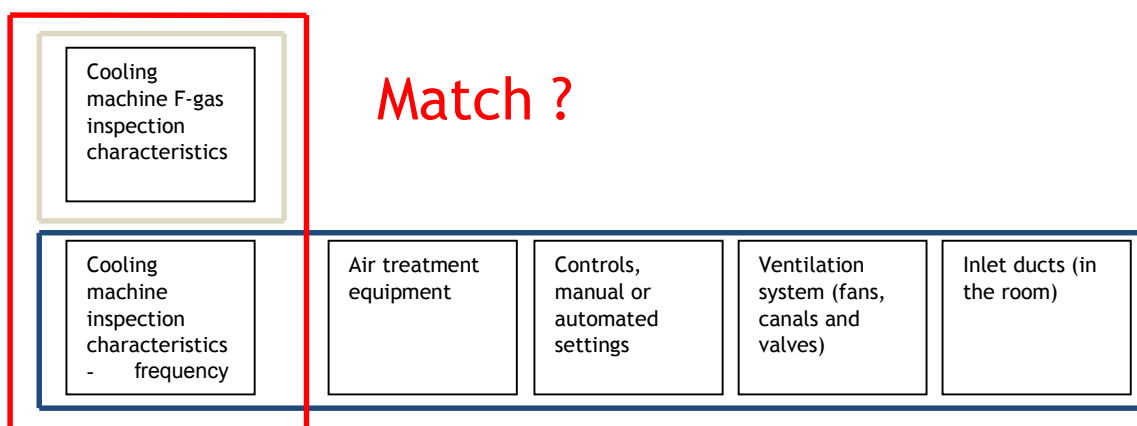 Cooling
machine F-gas
inspection
characteristics
Match ?
Cooling
machine
inspection
characteristics
- frequency
Air treatment
equipment
Controls,
manual or
automated
settings
Ventilation
system (fans,
canals and
valves)
Inlet ducts (in
the room)